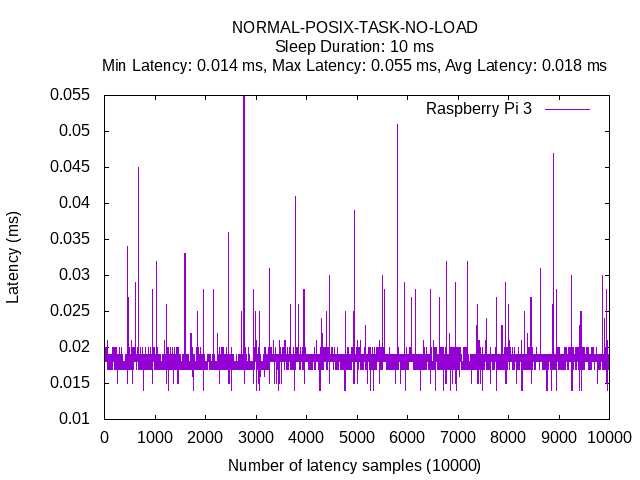 NORMAL-POSIX-TASK-NO-LOAD
Sleep Duration: 10 ms
Min Latency: 0.014 ms, Max Latency: 0.055 ms, Avg Latency: 0.018 ms
Raspberry Pi 3
Latency (ms)
0.055
0.05
0.045
0.04
0.035
0.03
0.025
0.02
0.015
0.01
0 1000 2000 3000 4000 5000 6000 7000 8000 9000 10000
Number of latency samples (10000)